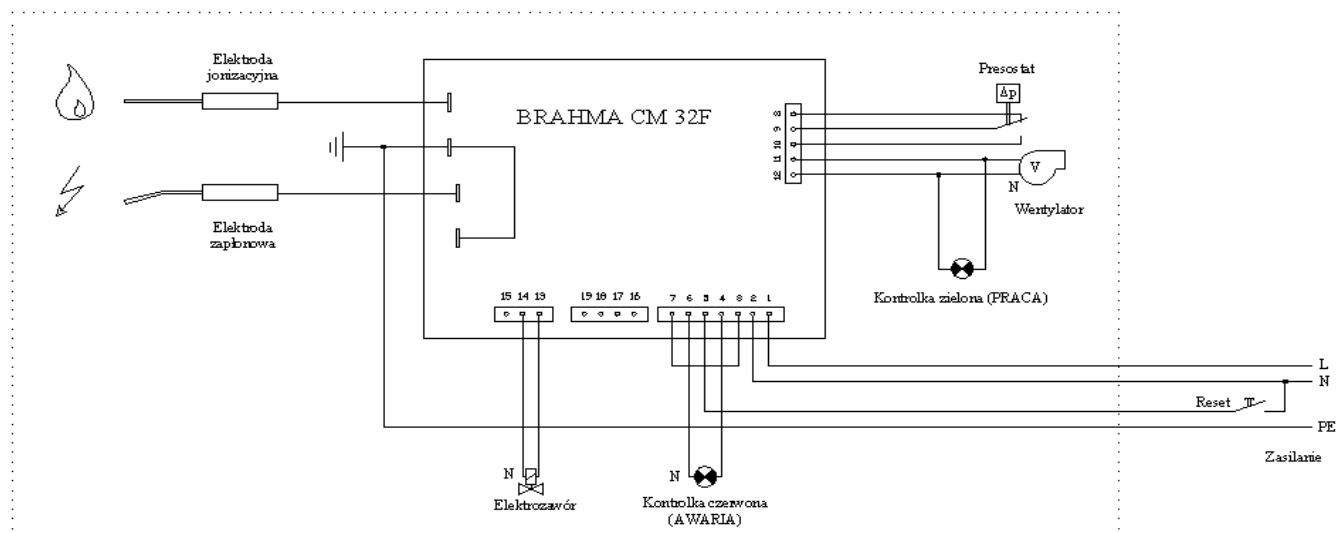 Elektroda
jonizacyjna
BRAHMA CM 32F
Presostat
Δp
8
9
10
11
12
V
N
Wentylator
Elektroda
zapłonowa
Kontrolka zielona (PRACA)
15 14 13
19 18 17 16
7 6 5 4 3 2 1
L
N
Reset
PE
Zasilanie
N
Elektrozawór
N
Kontrolka czerwona
(AWARIA)